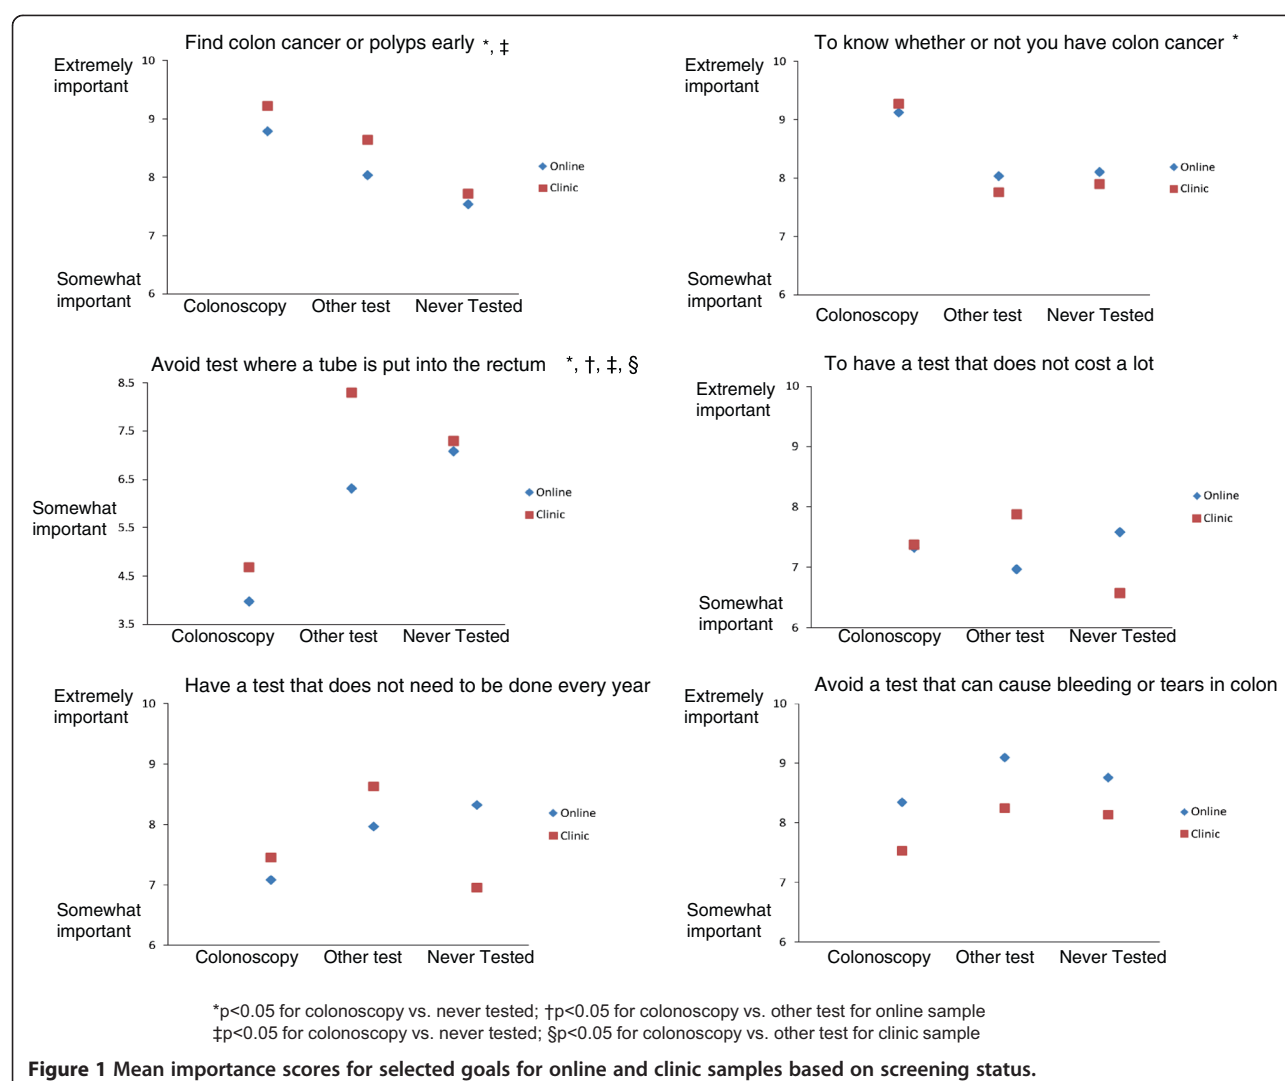 Find colon cancer or polyps early *, ‡
Extremely
important
10
9
8
7
6
Somewhat
important
Colonoscopy Other test Never Tested
Online
Clinic
To know whether or not you have colon cancer *
Extremely
important
10
9
8
7
6
Somewhat
important
Colonoscopy Other test Never Tested
Online
Clinic
Avoid test where a tube is put into the rectum *, †, ‡, §
8.5
7.5
6.5
5.5
4.5
3.5
Somewhat
important
Colonoscopy Other test Never Tested
Online
Clinic
To have a test that does not cost a lot
Extremely
important
10
9
8
7
6
Somewhat
important
Colonoscopy Other test Never Tested
Online
Clinic
Have a test that does not need to be done every year
Extremely
important
10
9
8
7
6
Somewhat
important
Colonoscopy Other test Never Tested
Online
Clinic
Avoid a test that can cause bleeding or tears in colon
Extremely
important
10
9
8
7
6
Somewhat
important
Colonoscopy Other test Never Tested
Online
Clinic
*p<0.05 for colonoscopy vs. never tested; †p<0.05 for colonoscopy vs. other test for online sample
‡p<0.05 for colonoscopy vs. never tested; §p<0.05 for colonoscopy vs. other test for clinic sample
Figure 1 Mean importance scores for selected goals for online and clinic samples based on screening status.